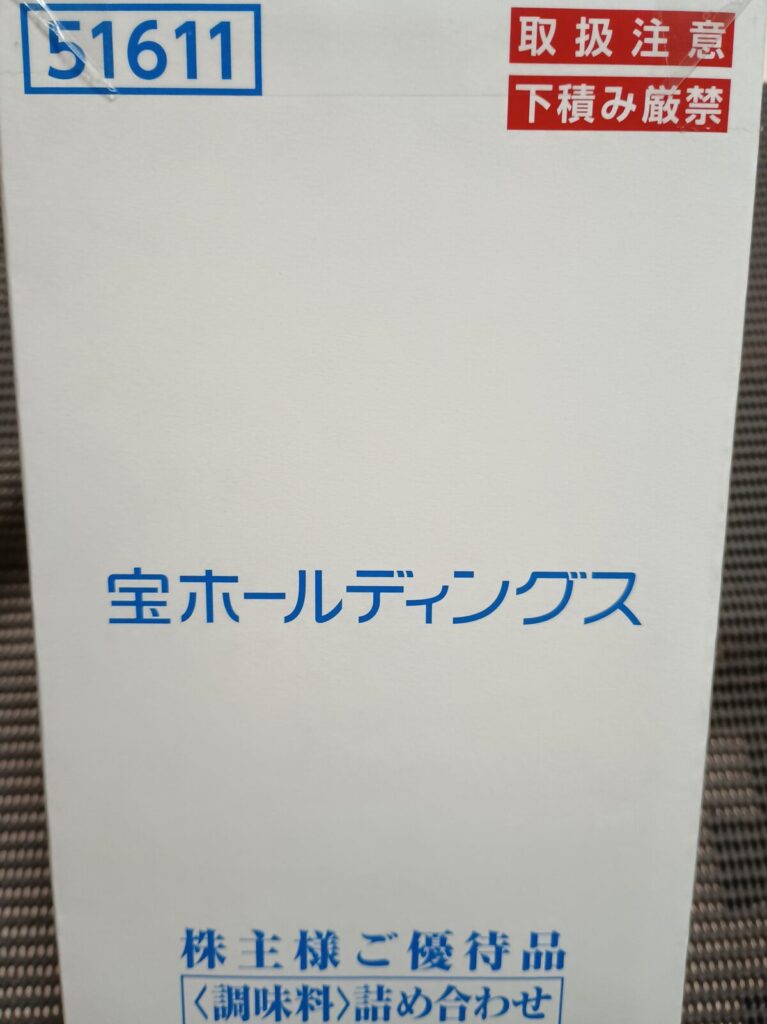 51611
取扱注意
下積み厳禁
宝ホールディングス
株主様ご優待品
〈調味料〉詰め合わせ